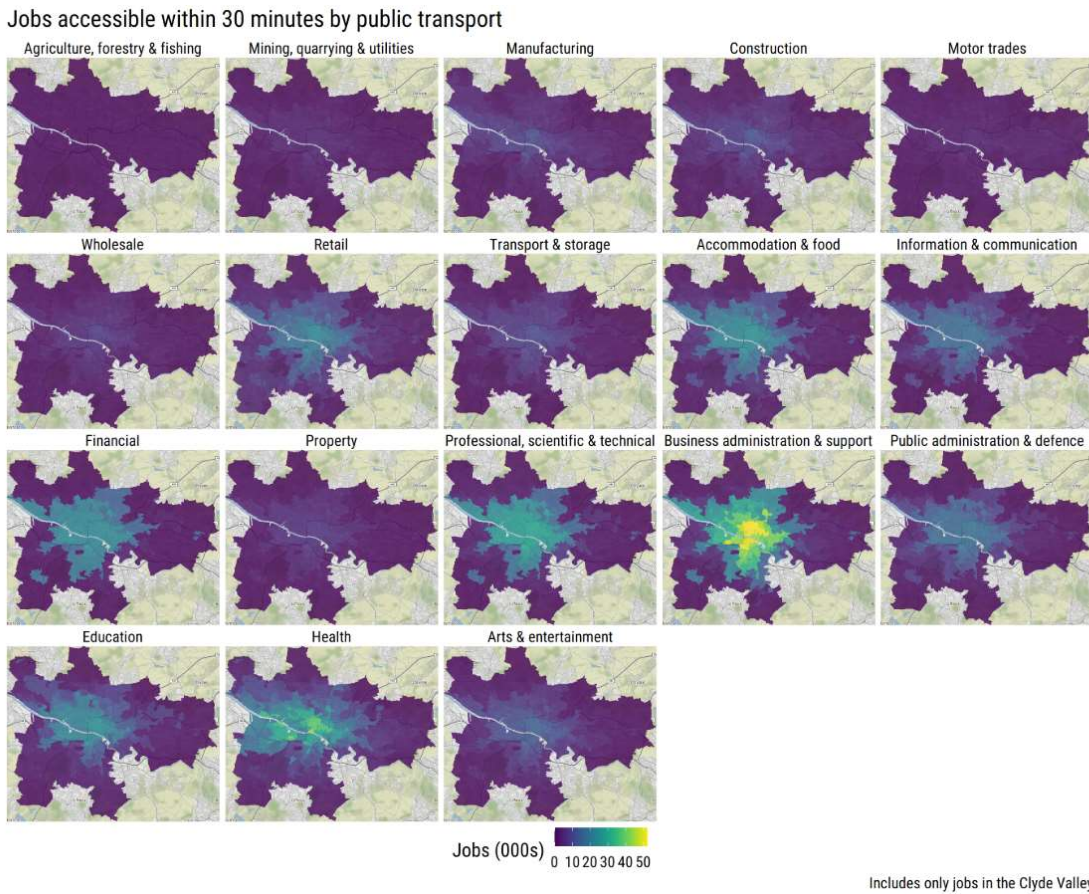 Jobs accessible within 30 minutes by public transport
Agriculture, forestry & fishing Mining, quarrying & utilities Manufacturing Construction Motor trades
Wholesale Retail Transport & storage Accommodation & food Information & communication
Financial Property Professional, scientific & technical Business administration & support Public administration & defence
Education Health Arts & entertainment
Jobs (000s) 0 10 20 30 40 50
Includes only jobs in the Clyde Valley